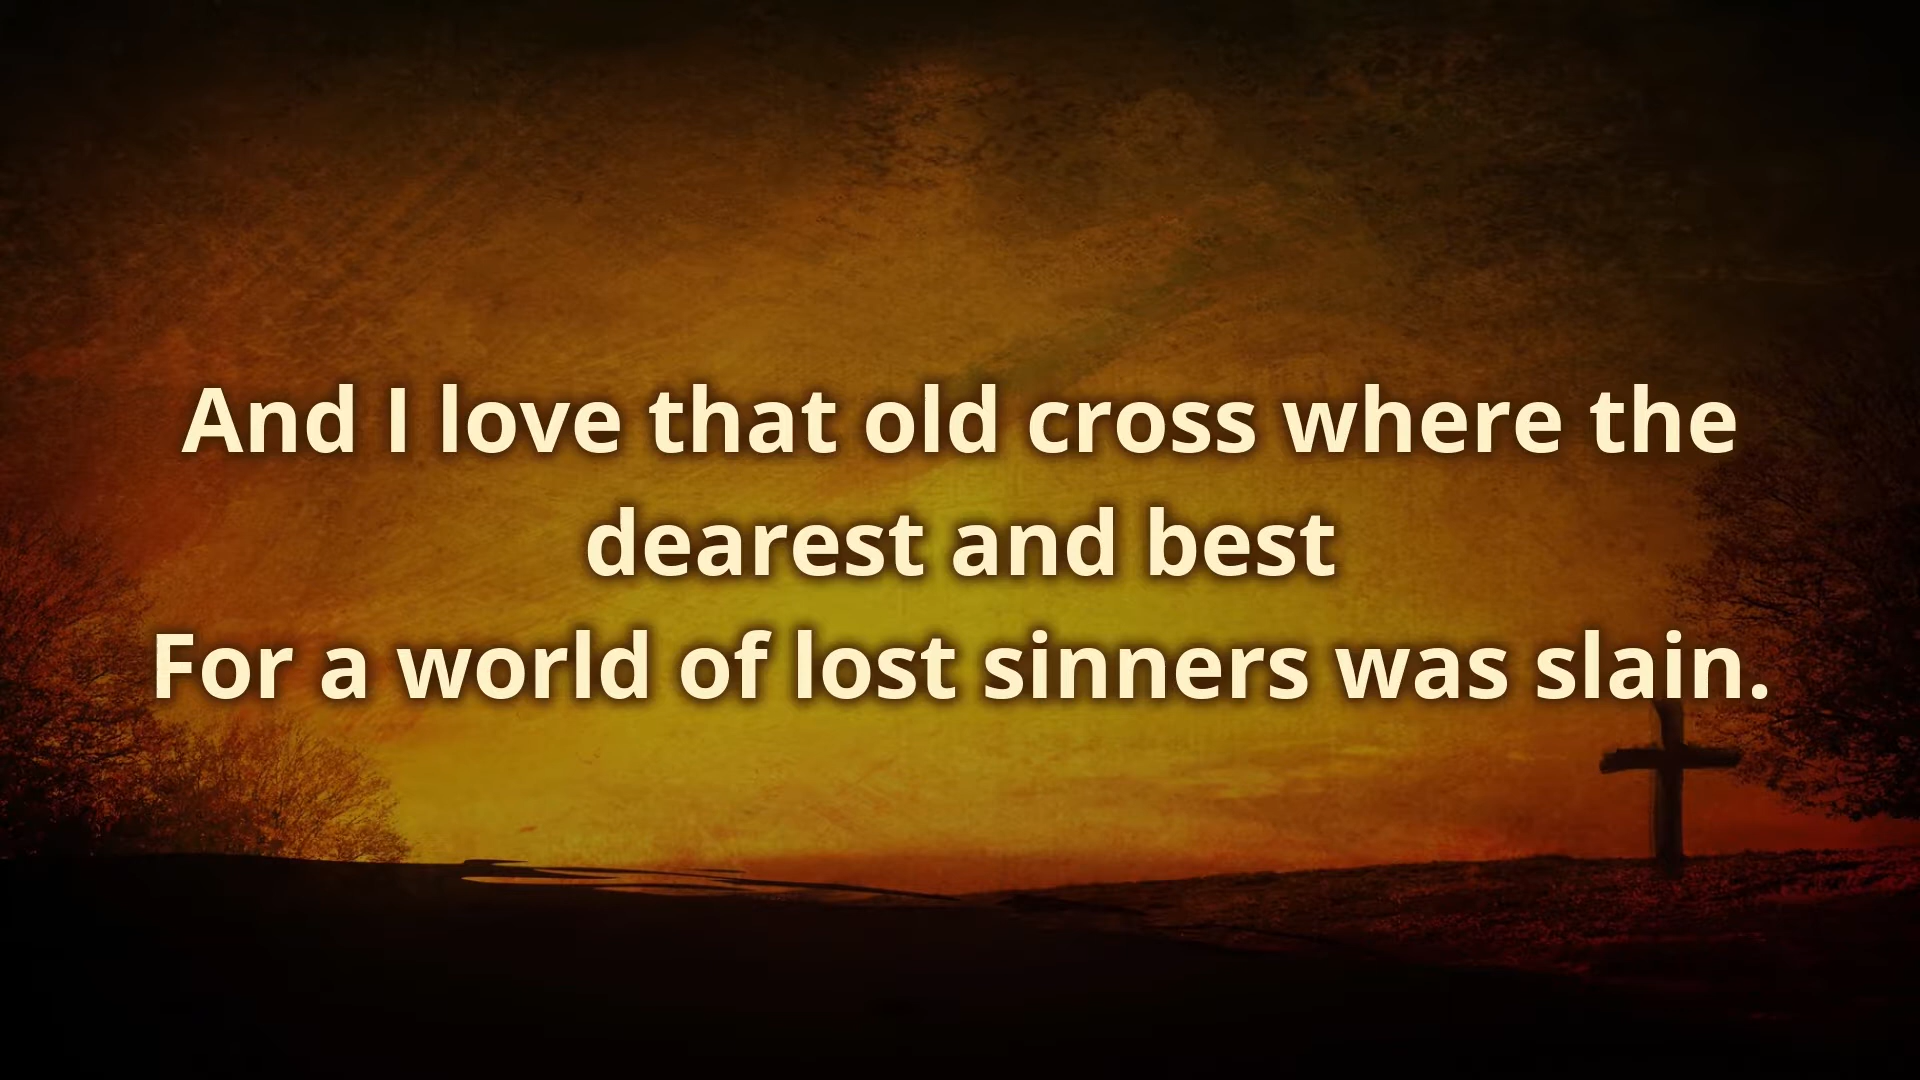 And I love that old cross where the
dearest and best
For a world of lost sinners was slain.